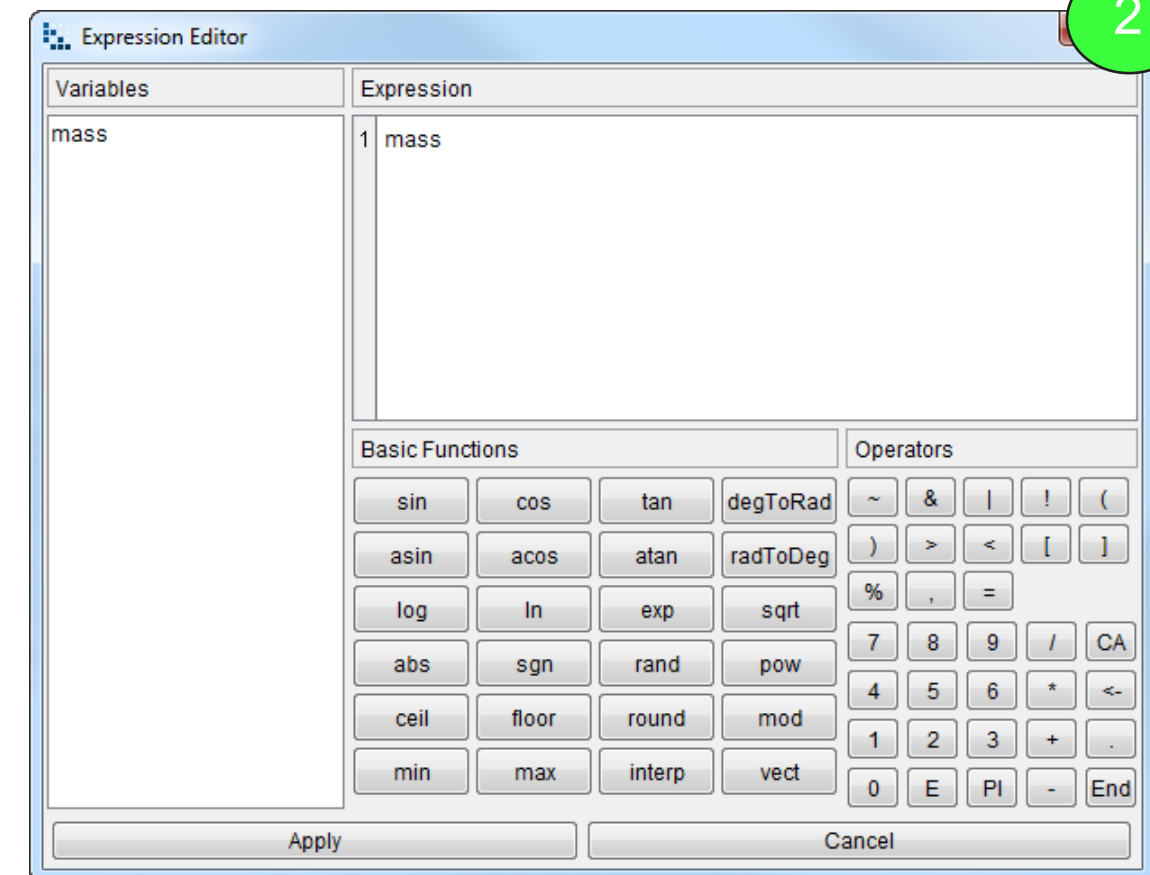 2
Expression Editor
Variables
Expression
mass
1 mass
Basic Functions
Operators
sin cos tan degToRad
~ & | ! (
asin acos atan radToDeg
) > < [ ]
log ln exp sqrt
% , =
abs sgn rand pow
7 8 9 / CA
ceil floor round mod
4 5 6 * <-
min max interp vect
1 2 3 + .
0 E PI - End
Apply
Cancel